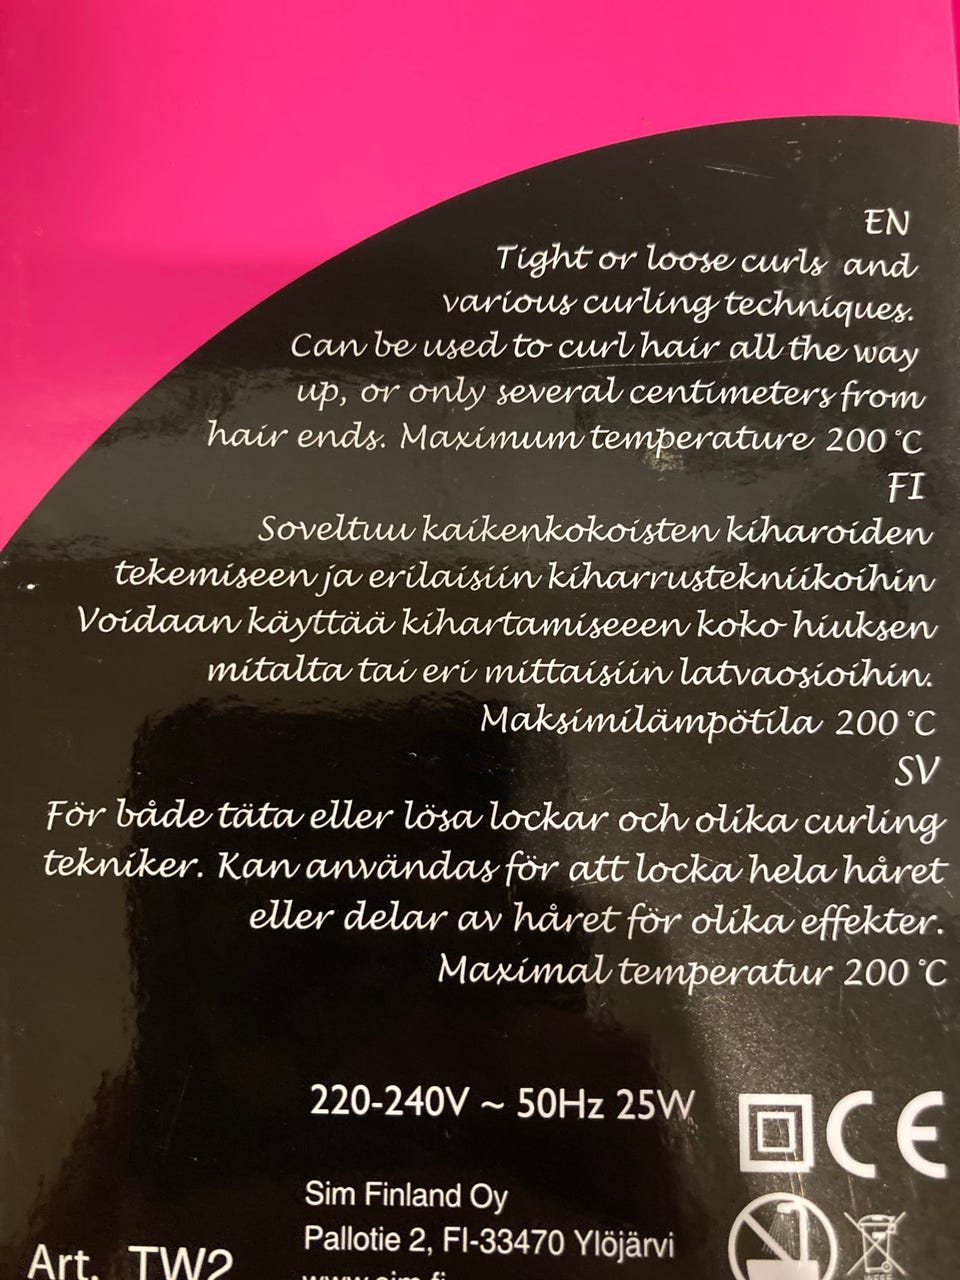 EN
Tight or loose curls and
various curling techniques.
Can be used to curl hair all the way
up, or only several centimeters from
hair ends. Maximum temperature 200 °C
FI
Soveltuu kaikenkokoisten kiharoiden
tekemiseen ja erilaisiin kiharrustekniikoihin
Voidaan käyttää kihartamiseeen koko hiuksen
mitalta tai eri mittaisiin latvaosioihin.
Maksimilämpötila 200 °C
SV
För både täta eller lösa lockar och olika curling
tekniker. Kan användas för att locka hela håret
eller delar av håret för olika effekter.
Maximal temperatur 200 °C
220-240V ~ 50Hz 25W
CE
Sim Finland Oy
Pallotie 2, FI-33470 Ylöjärvi
www.sim.fi
Art. TW2